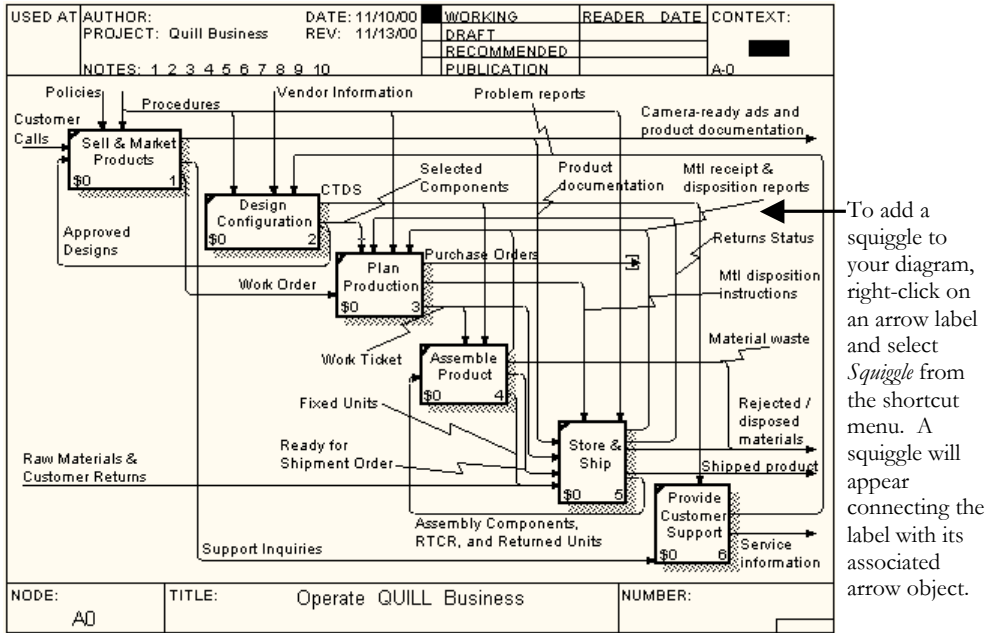 USED AT
AUTHOR:
DATE: 11/10/00
WORKING
READER DATE
CONTEXT:
PROJECT: Quill Business
REV: 11/13/00
DRAFT
RECOMMENDED
NOTES: 1 2 3 4 5 6 7 8 9 10
PUBLICATION
A-0
Policies
Procedures
Vendor Information
Problem reports
Camera-ready ads and
product documentation
Customer
Calls
Sell & Market
Products
$0 1
Selected
Components
Product
documentation
Mtl receipt &
disposition reports
CTDS
Design
Configuration
$0 2
Approved
Designs
Returns Status
Purchase Orders
Plan
Production
$0 3
Work Order
Mtl disposition
instructions
Work Ticket
Material waste
Assemble
Product
$0 4
Fixed Units
Rejected /
disposed
materials
Ready for
Shipment Order
Store &
Ship
$0 5
Raw Materials &
Customer Returns
Shipped product
Provide
Customer
Support
$0 6
Assembly Components,
RTCR, and Returned Units
Support Inquiries
Service
information
NODE:
A0
TITLE:
Operate QUILL Business
NUMBER:
To add a
squiggle to
your diagram,
right-click on
an arrow label
and select
Squiggle from
the shortcut
menu. A
squiggle will
appear
connecting the
label with its
associated
arrow object.